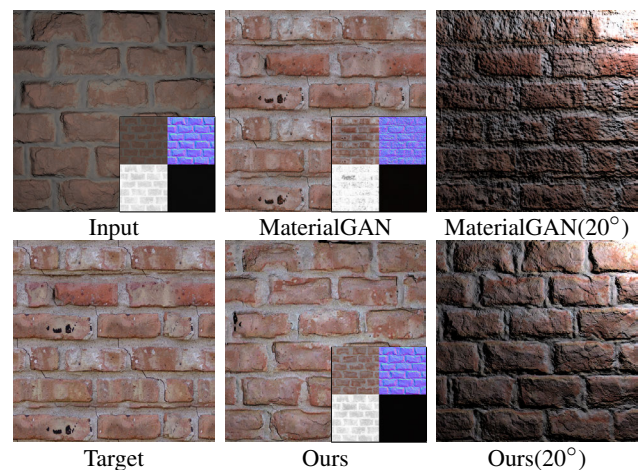 Input
MaterialGAN
MaterialGAN(20°)
Target
Ours
Ours(20°)